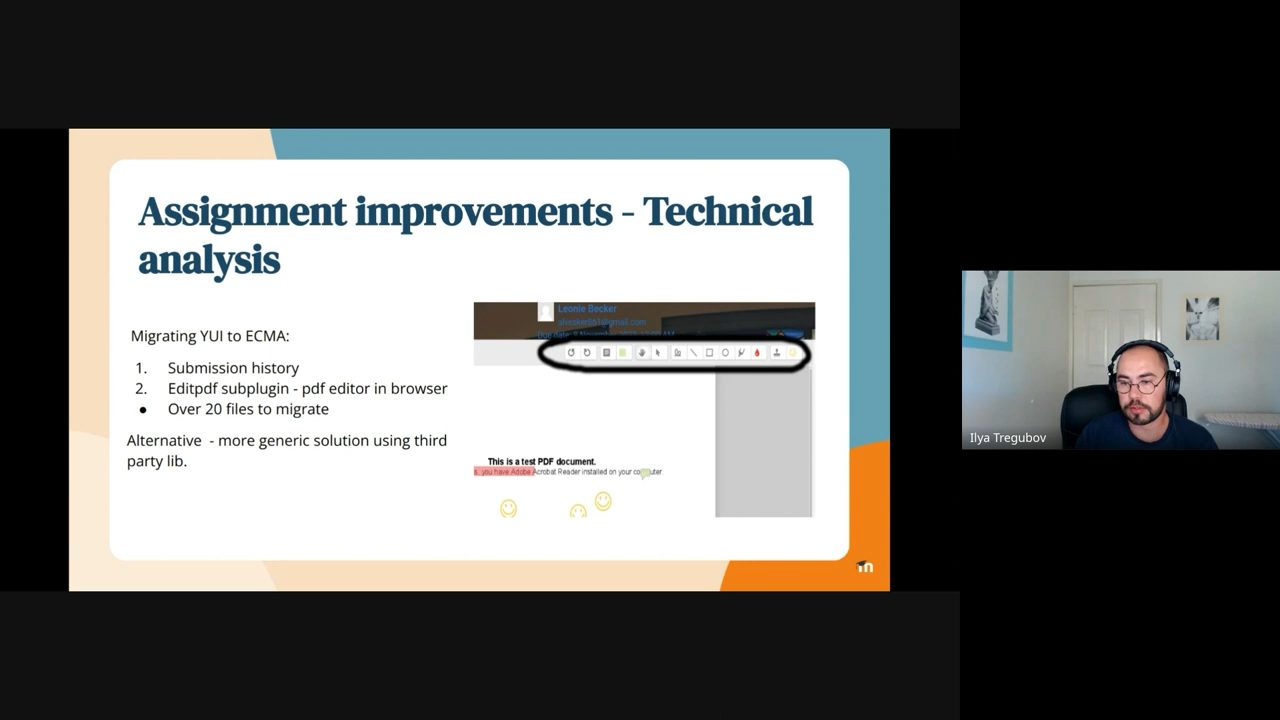 Assignment improvements - Technical
analysis
Migrating YUI to ECMA:
1. Submission history
2. Editpdf subplugin - pdf editor in browser
● Over 20 files to migrate
Alternative - more generic solution using third
party lib.
Leonie Becker
This is a test PDF document.
you have Adobe Acrobat Reader installed on your computer
Ilya Tregubov